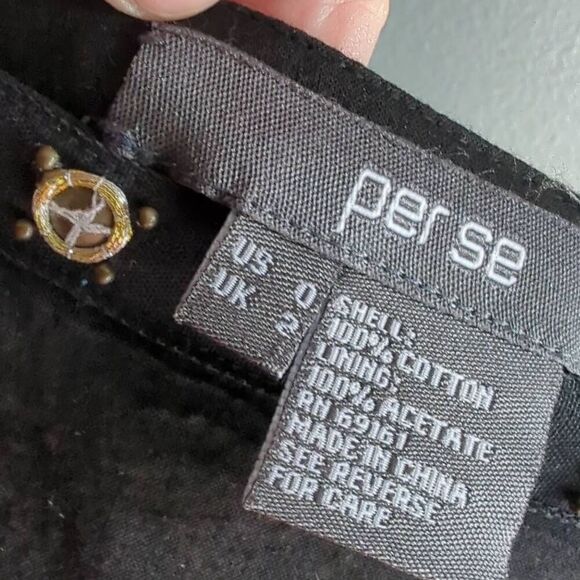 per se
US 0
UK 2
SHELL:
100% COTTON
LINING:
100% ACETATE
RN 69161
MADE IN CHINA
SEE REVERSE
FOR CARE